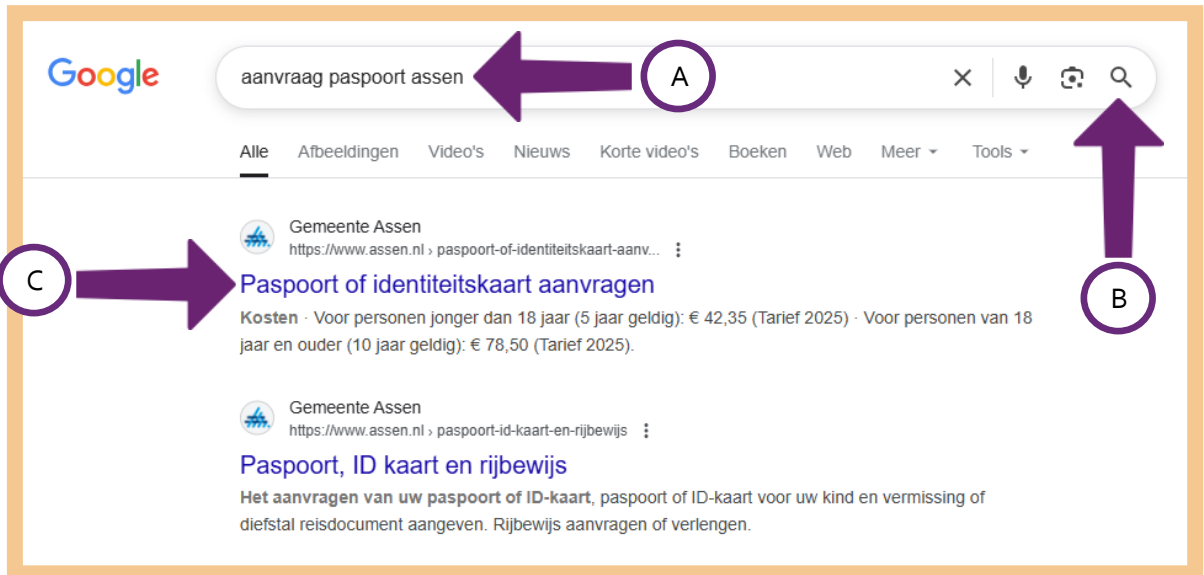 Google
aanvraag paspoort assen
A
Alle Afbeeldingen Video's Nieuws Korte video's Boeken Web Meer Tools
B
Gemeente Assen
https://www.assen.nl › paspoort-of-identiteitskaart-aanv...
C
Paspoort of identiteitskaart aanvragen
Kosten · Voor personen jonger dan 18 jaar (5 jaar geldig): € 42,35 (Tarief 2025) · Voor personen van 18
jaar en ouder (10 jaar geldig): € 78,50 (Tarief 2025).
Gemeente Assen
https://www.assen.nl › paspoort-id-kaart-en-rijbewijs
Paspoort, ID kaart en rijbewijs
Het aanvragen van uw paspoort of ID-kaart, paspoort of ID-kaart voor uw kind en vermissing of
diefstal reisdocument aangeven. Rijbewijs aanvragen of verlengen.